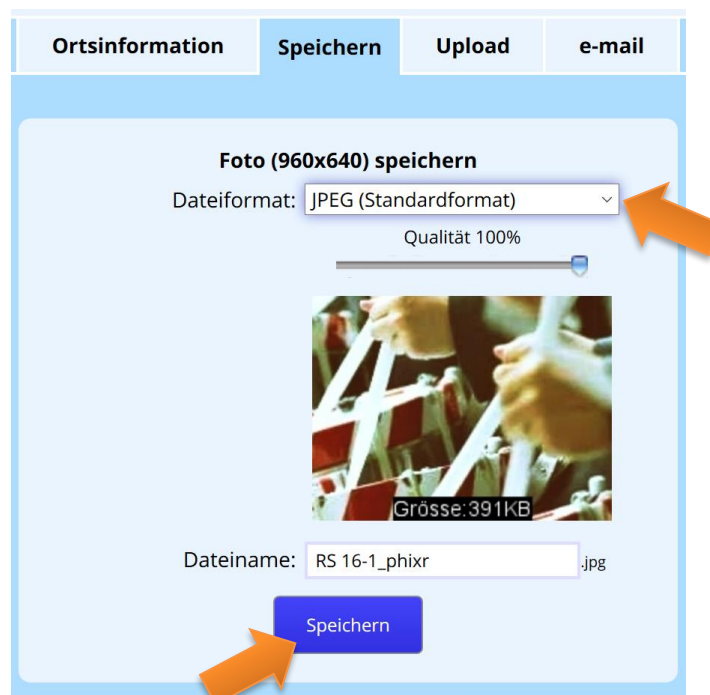 Ortsinformation Speichern Upload e-mail
Foto (960x640) speichern
Dateiformat: JPEG (Standardformat)
Qualität 100%
Grösse:391KB
Dateiname: RS 16-1_phixr .jpg
Speichern